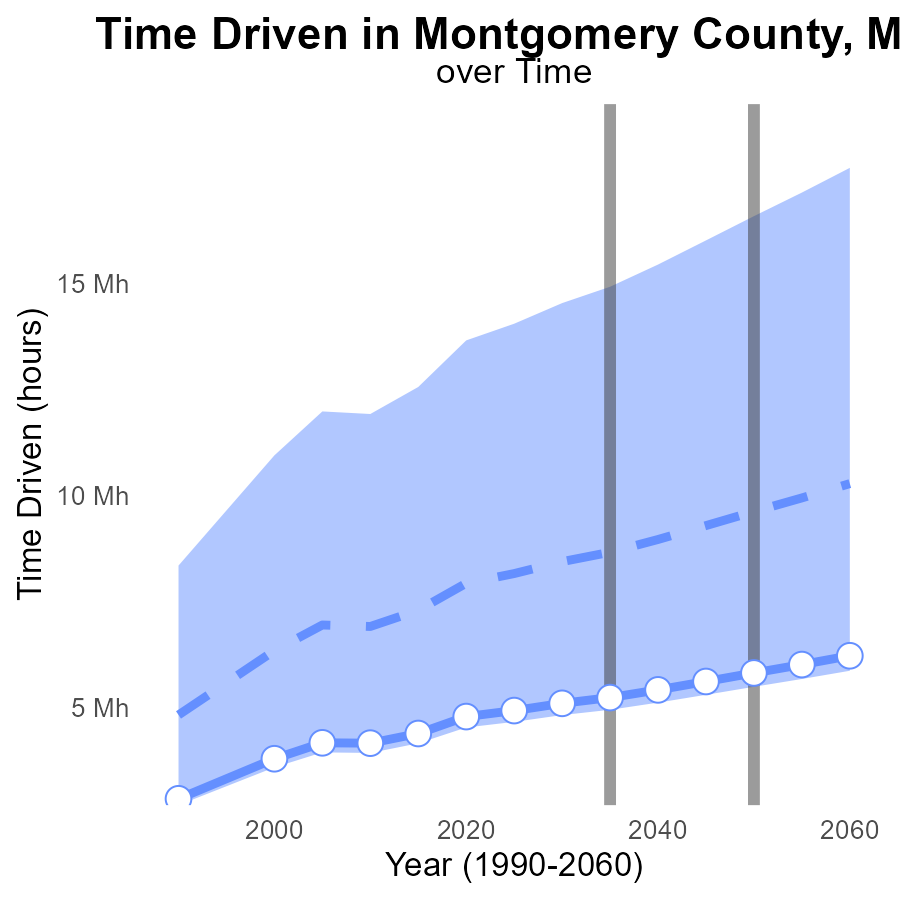 Time Driven in Montgomery County, M
over Time
Time Driven (hours)
15 Mh
10 Mh
5 Mh
2000 2020 2040 2060
Year (1990-2060)